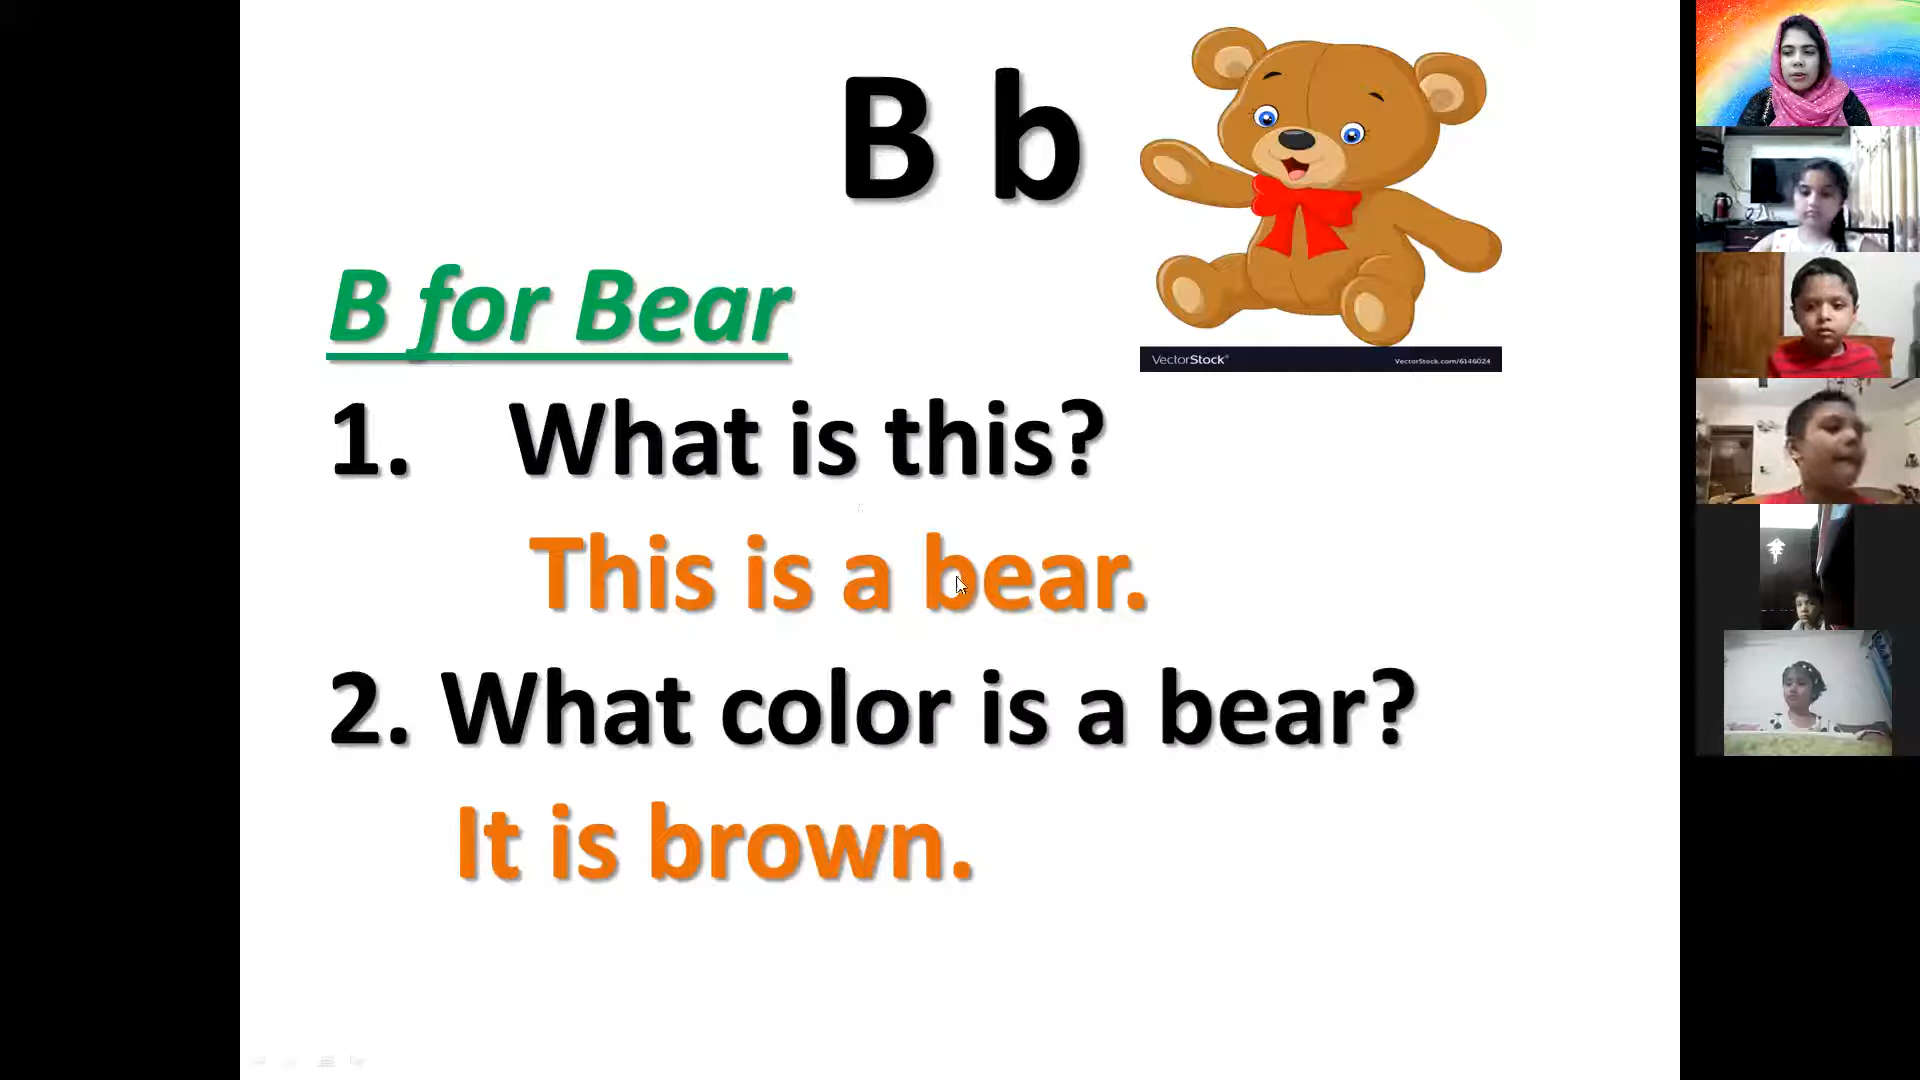 B b
VectorStock®
VectorStock.com/6146024
B for Bear
1. What is this?
This is a bear.
2. What color is a bear?
It is brown.